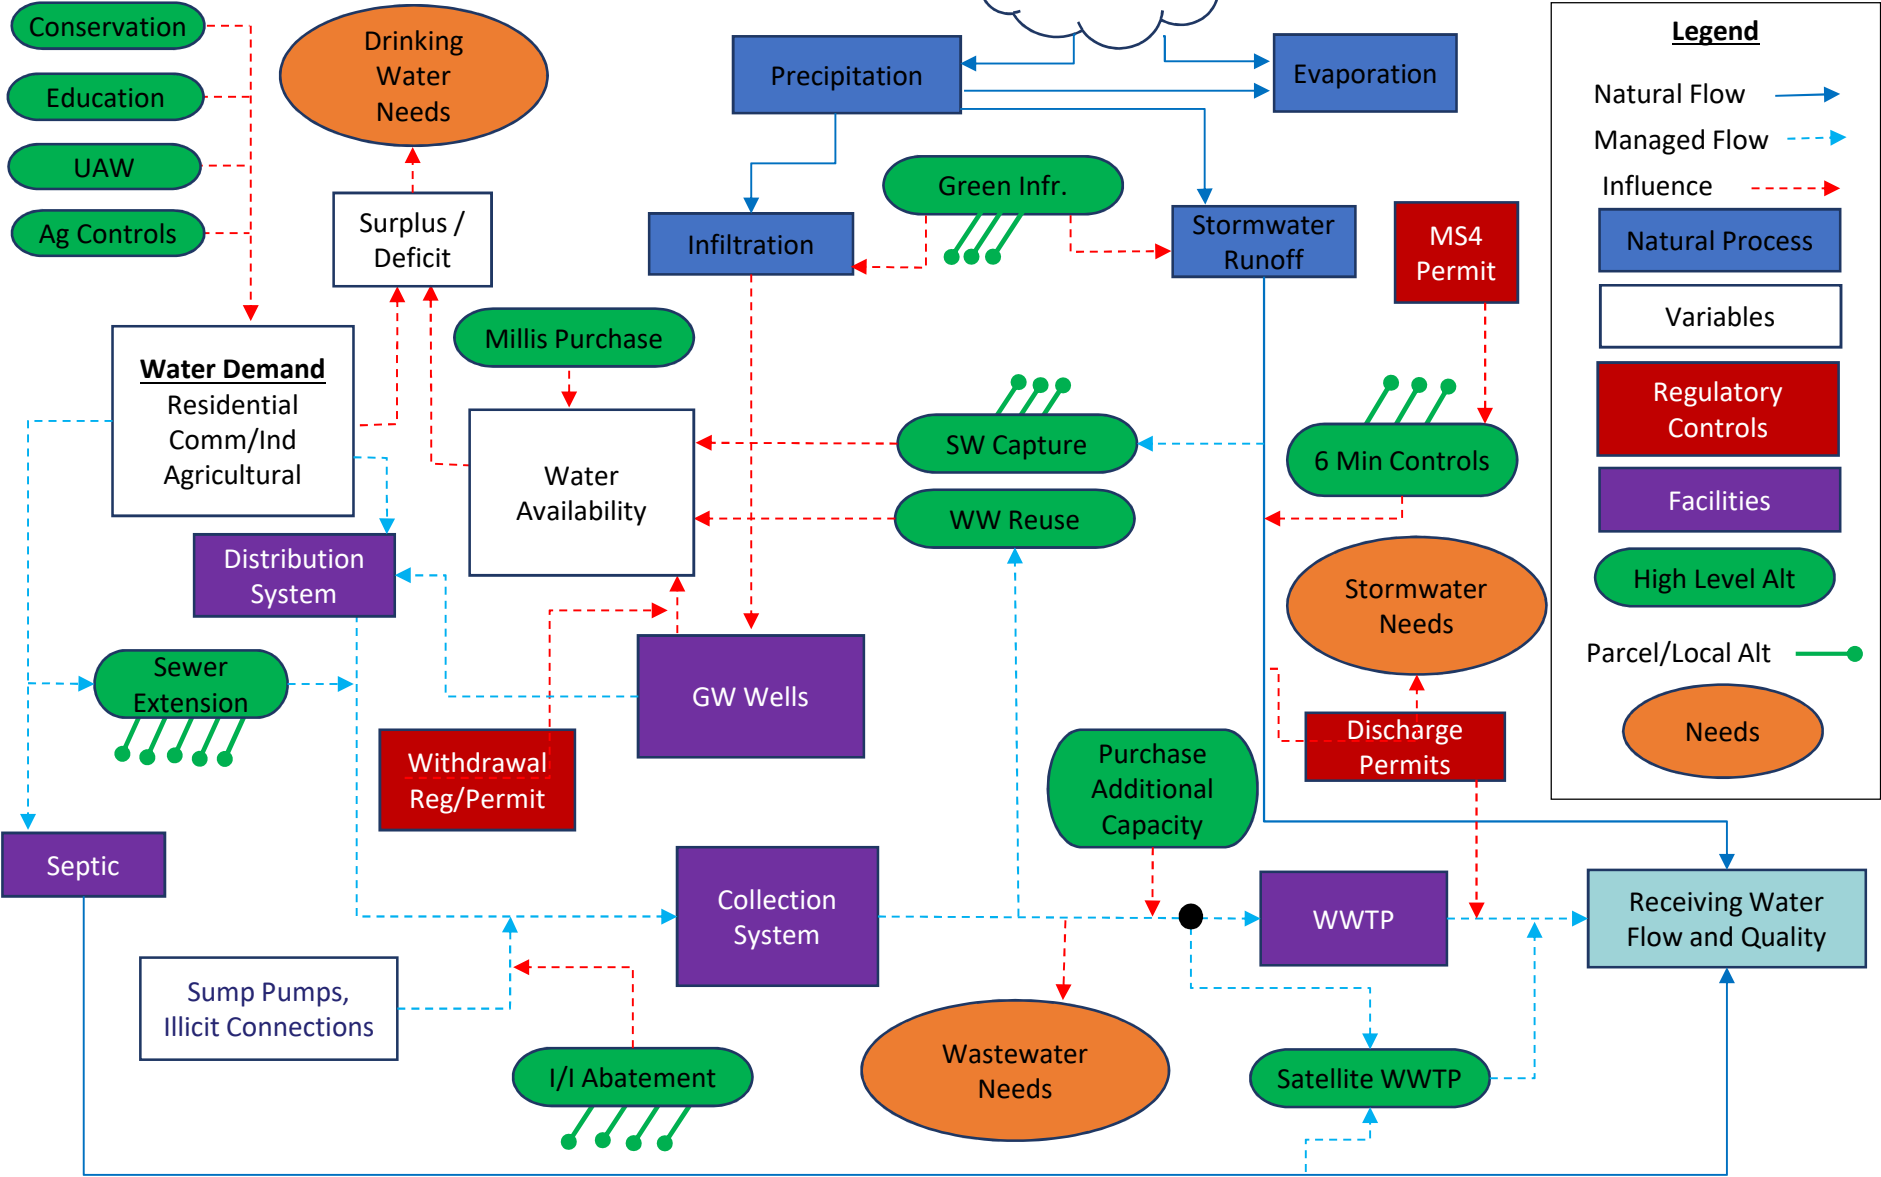 Conservation
Education
UAW
Ag Controls
Drinking
Water
Needs
Surplus /
Deficit
Precipitation
Evaporation
Green Infr.
Infiltration
Stormwater
Runoff
MS4
Permit
Millis Purchase
Water Demand
Residential
Comm/Ind
Agricultural
Water
Availability
SW Capture
6 Min Controls
WW Reuse
Distribution
System
Stormwater
Needs
Sewer
Extension
GW Wells
Withdrawal
Reg/Permit
Purchase
Additional
Capacity
Discharge
Permits
Septic
Collection
System
WWTP
Receiving Water
Flow and Quality
Sump Pumps,
Illicit Connections
I/I Abatement
Wastewater
Needs
Satellite WWTP
Legend
Natural Flow
Managed Flow
Influence
Natural Process
Variables
Regulatory
Controls
Facilities
High Level Alt
Parcel/Local Alt
Needs